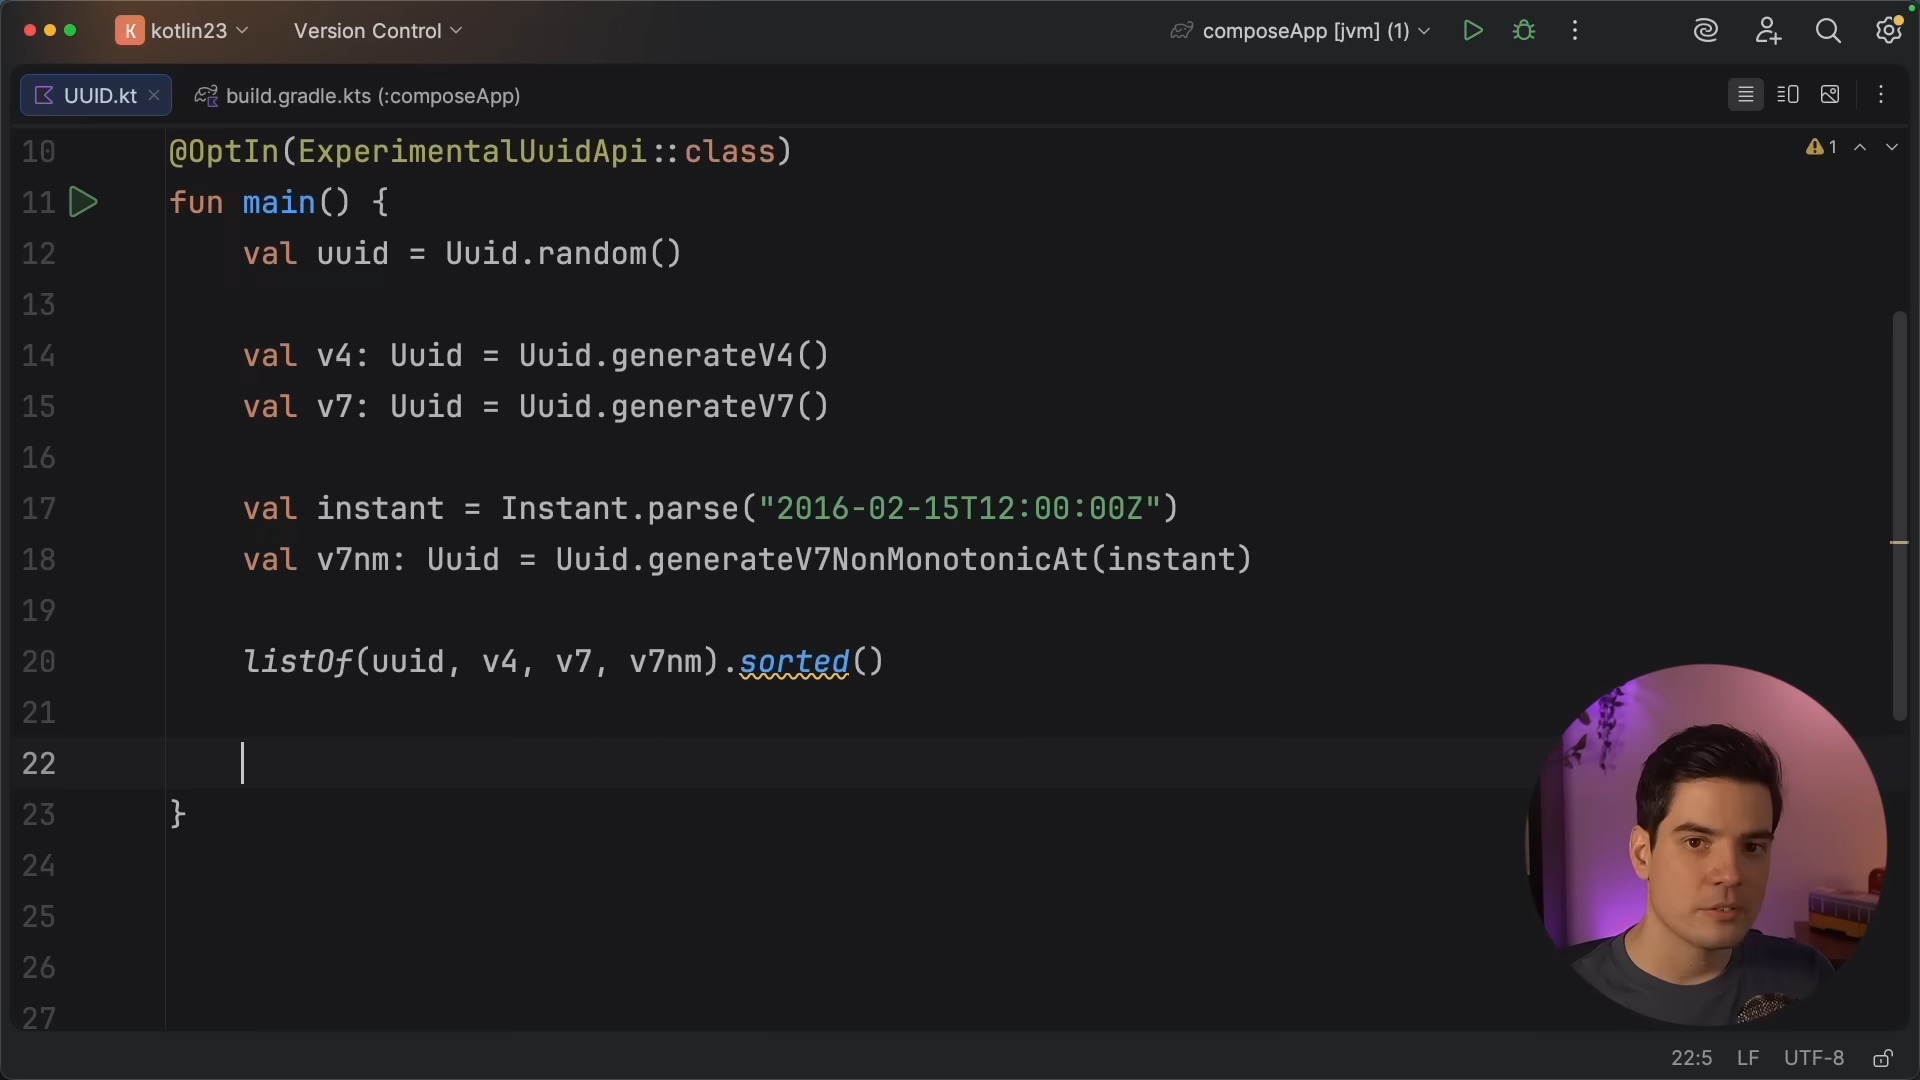 K kotlin23 Version Control composeApp [jvm] (1)
UUID.kt build.gradle.kts (:composeApp)
10 @OptIn(ExperimentalUuidApi::class) 1
11 fun main() {
12 val uuid = Uuid.random()
13
14 val v4: Uuid = Uuid.generateV4()
15 val v7: Uuid = Uuid.generateV7()
16
17 val instant = Instant.parse("2016-02-15T12:00:00Z")
18 val v7nm: Uuid = Uuid.generateV7NonMonotonicAt(instant)
19
20 listOf(uuid, v4, v7, v7nm).sorted()
21
22
23 }
24
25
26
27
22:5 LF UTF-8